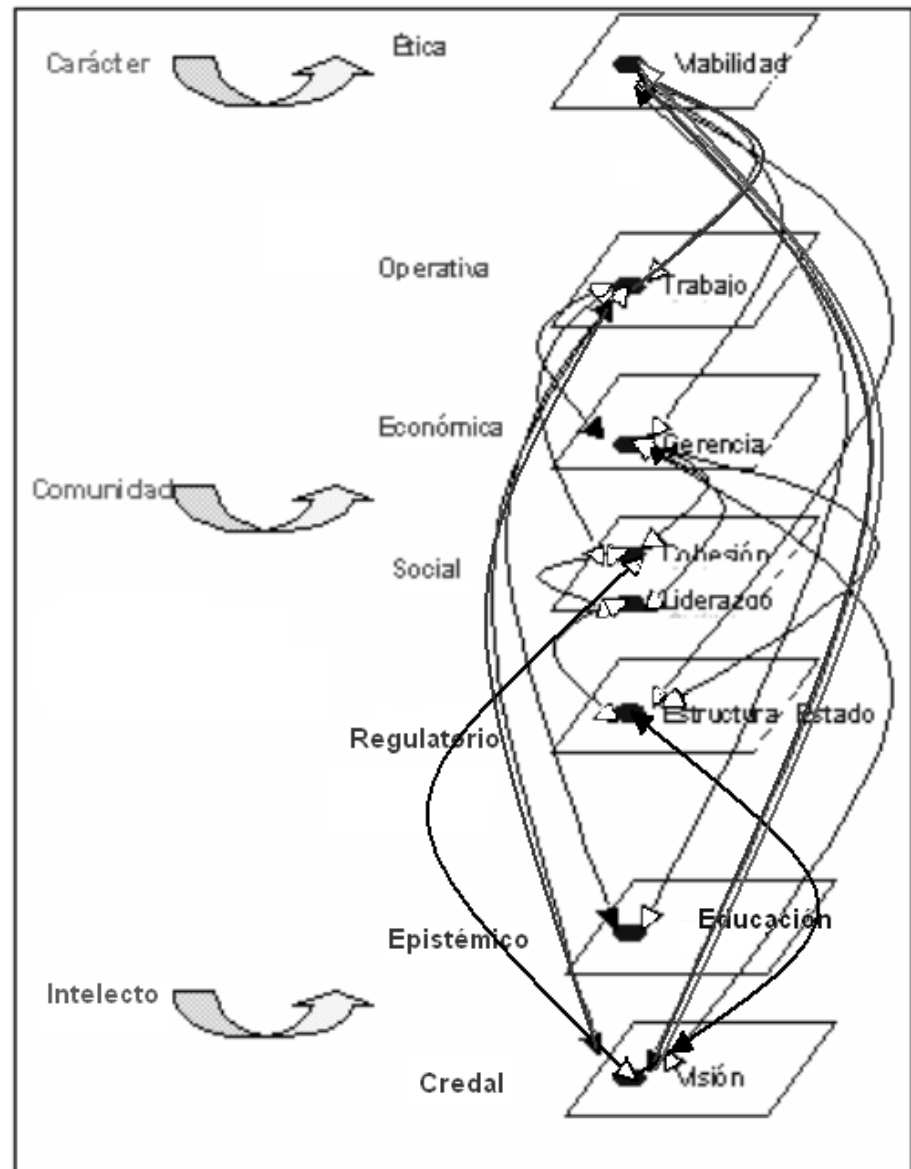 Ética
Carácter
Viabilidad
Operativa
Trabajo
Económica
Gerencia
Comunidad
Cohesión
Social
Liderazgo
Estructura Estado
Regulatorio
Educación
Epistémico
Intelecto
Visión
Credal